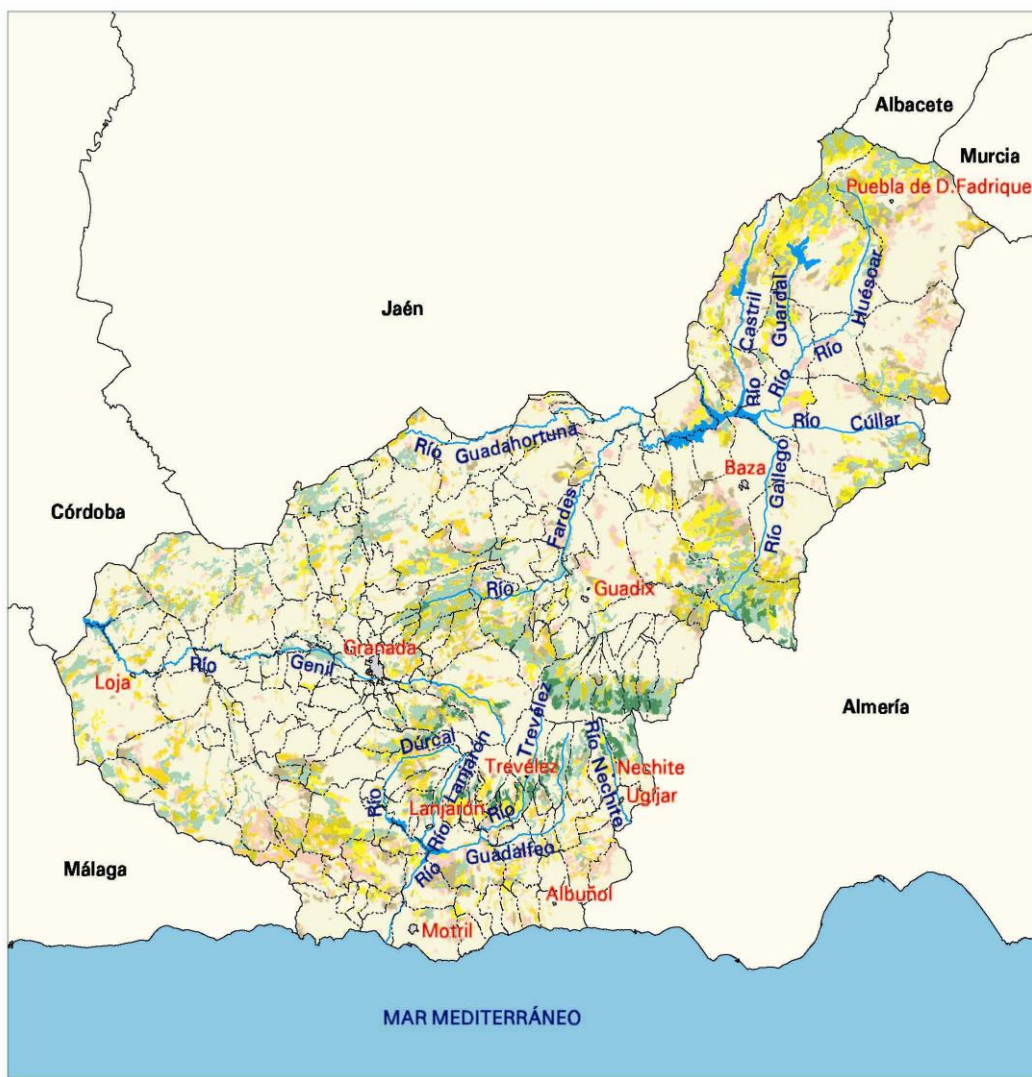 Albacete
Murcia
Puebla de D.Fadrique
Jaén
Río Castril
Río Guardal
Río Huésoar
Río Guadahortuna
Río Cúllar
Baza
Río Gallego
Córdoba
Río Fardes
Guadix
Granada
Río Genil
Loja
Almería
Río Dúrcal
Río Lanjarón
Río Trevélez
Trevélez
Río Nechite
Nechite
Ugíjar
Lanjarón
Río Guadalfeo
Málaga
Albuñol
Motril
MAR MEDITERRÁNEO